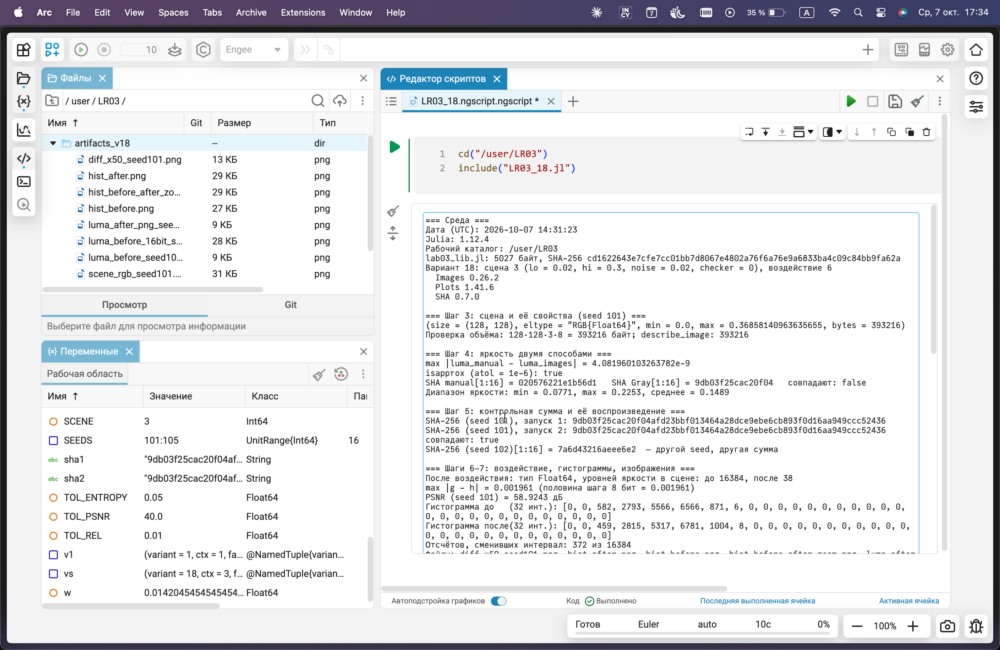 Arc File Edit View Spaces Tabs Archive Extensions Window Help IN CY 7 35 % A Ср, 7 окт. 17:34
10 Engee
Файлы
/ user / LR03 /
Имя ↑ Git Размер Тип
artifacts_v18 -- dir
diff_x50_seed101.png 13 КБ png
hist_after.png 29 КБ png
hist_before_after_zo... 29 КБ png
hist_before.png 27 КБ png
luma_after_png_see... 9 КБ png
luma_before_16bit_s... 28 КБ png
luma_before_seed10... 9 КБ png
scene_rgb_seed101.... 31 КБ png
Просмотр Git
Выберите файл для просмотра информации
Переменные
Рабочая область
Имя ↑ Значение Класс Паı
SCENE 3 Int64
SEEDS 101:105 UnitRange{Int64} 16
abc sha1 "9db03f25cac20f04af... String
abc sha2 "9db03f25cac20f04af... String
TOL_ENTROPY 0.05 Float64
TOL_PSNR 40.0 Float64
TOL_REL 0.01 Float64
v1 (variant = 1, ctx = 1, fa... @NamedTuple{varian...
vs (variant = 18, ctx = 3, f... @NamedTuple{varian...
w 0.0142045454545454... Float64
Редактор скриптов
LR03_18.ngscript.ngscript *
1 cd("/user/LR03")
2 include("LR03_18.jl")
=== Среда ===
Дата (UTC): 2026-10-07 14:31:23
Julia: 1.12.4
Рабочий каталог: /user/LR03
lab03_lib.jl: 5027 байт, SHA-256 cd1622643e7cfe7cc01bb7d8067e4802a76f6a76e9a6833ba4c09c84bb9fa62a
Вариант 18: сцена 3 (lo = 0.02, hi = 0.3, noise = 0.02, checker = 0), воздействие 6
Images 0.26.2
Plots 1.41.6
SHA 0.7.0
=== Шаг 3: сцена и её свойства (seed 101) ===
(size = (128, 128), eltype = "RGB{Float64}", min = 0.0, max = 0.36858140963635655, bytes = 393216)
Проверка объёма: 128·128·3·8 = 393216 байт; describe_image: 393216
=== Шаг 4: яркость двумя способами ===
max |luma_manual - luma_images| = 4.081960103263782e-9
isapprox (atol = 1e-6): true
SHA manual[1:16] = 020576221e1b56d1 SHA Gray[1:16] = 9db03f25cac20f04 совпадают: false
Диапазон яркости: min = 0.0771, max = 0.2253, среднее = 0.1489
=== Шаг 5: контрольная сумма и её воспроизведение ===
SHA-256 (seed 101), запуск 1: 9db03f25cac20f04afd23bbf013464a28dce9ebe6cb893f0d16aa949ccc52436
SHA-256 (seed 101), запуск 2: 9db03f25cac20f04afd23bbf013464a28dce9ebe6cb893f0d16aa949ccc52436
совпадают: true
SHA-256 (seed 102)[1:16] = 7a6d43216aeee6e2 — другой seed, другая сумма
=== Шаги 6–7: воздействие, гистограммы, изображения ===
После воздействия: тип Float64, уровней яркости в сцене: до 16384, после 38
max |g - h| = 0.001961 (половина шага 8 бит = 0.001961)
PSNR (seed 101) = 58.9243 дБ
Гистограмма до (32 инт.): [0, 0, 582, 2793, 5566, 6566, 871, 6, 0, 0, 0, 0, 0, 0, 0, 0, 0, 0, 0,
0, 0, 0, 0, 0, 0, 0, 0, 0, 0, 0, 0, 0]
Гистограмма после(32 инт.): [0, 0, 459, 2815, 5317, 6781, 1004, 8, 0, 0, 0, 0, 0, 0, 0, 0, 0, 0, 0,
0, 0, 0, 0, 0, 0, 0, 0, 0, 0, 0, 0, 0]
Отсчётов, сменивших интервал: 372 из 16384
Автоподстройка графиков Код Выполнено Последняя выполненная ячейка Активная ячейка
Готов Euler auto 10с 0% 100%